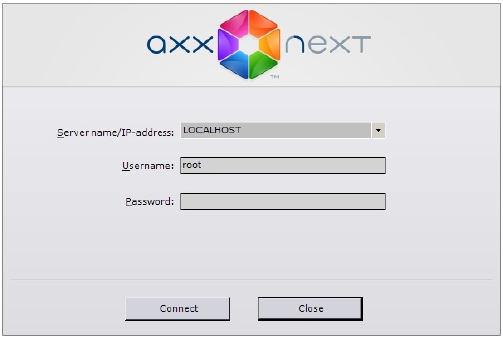 axxnext
TM
Server name/IP-address: LOCALHOST
Username: root
Password:
Connect Close